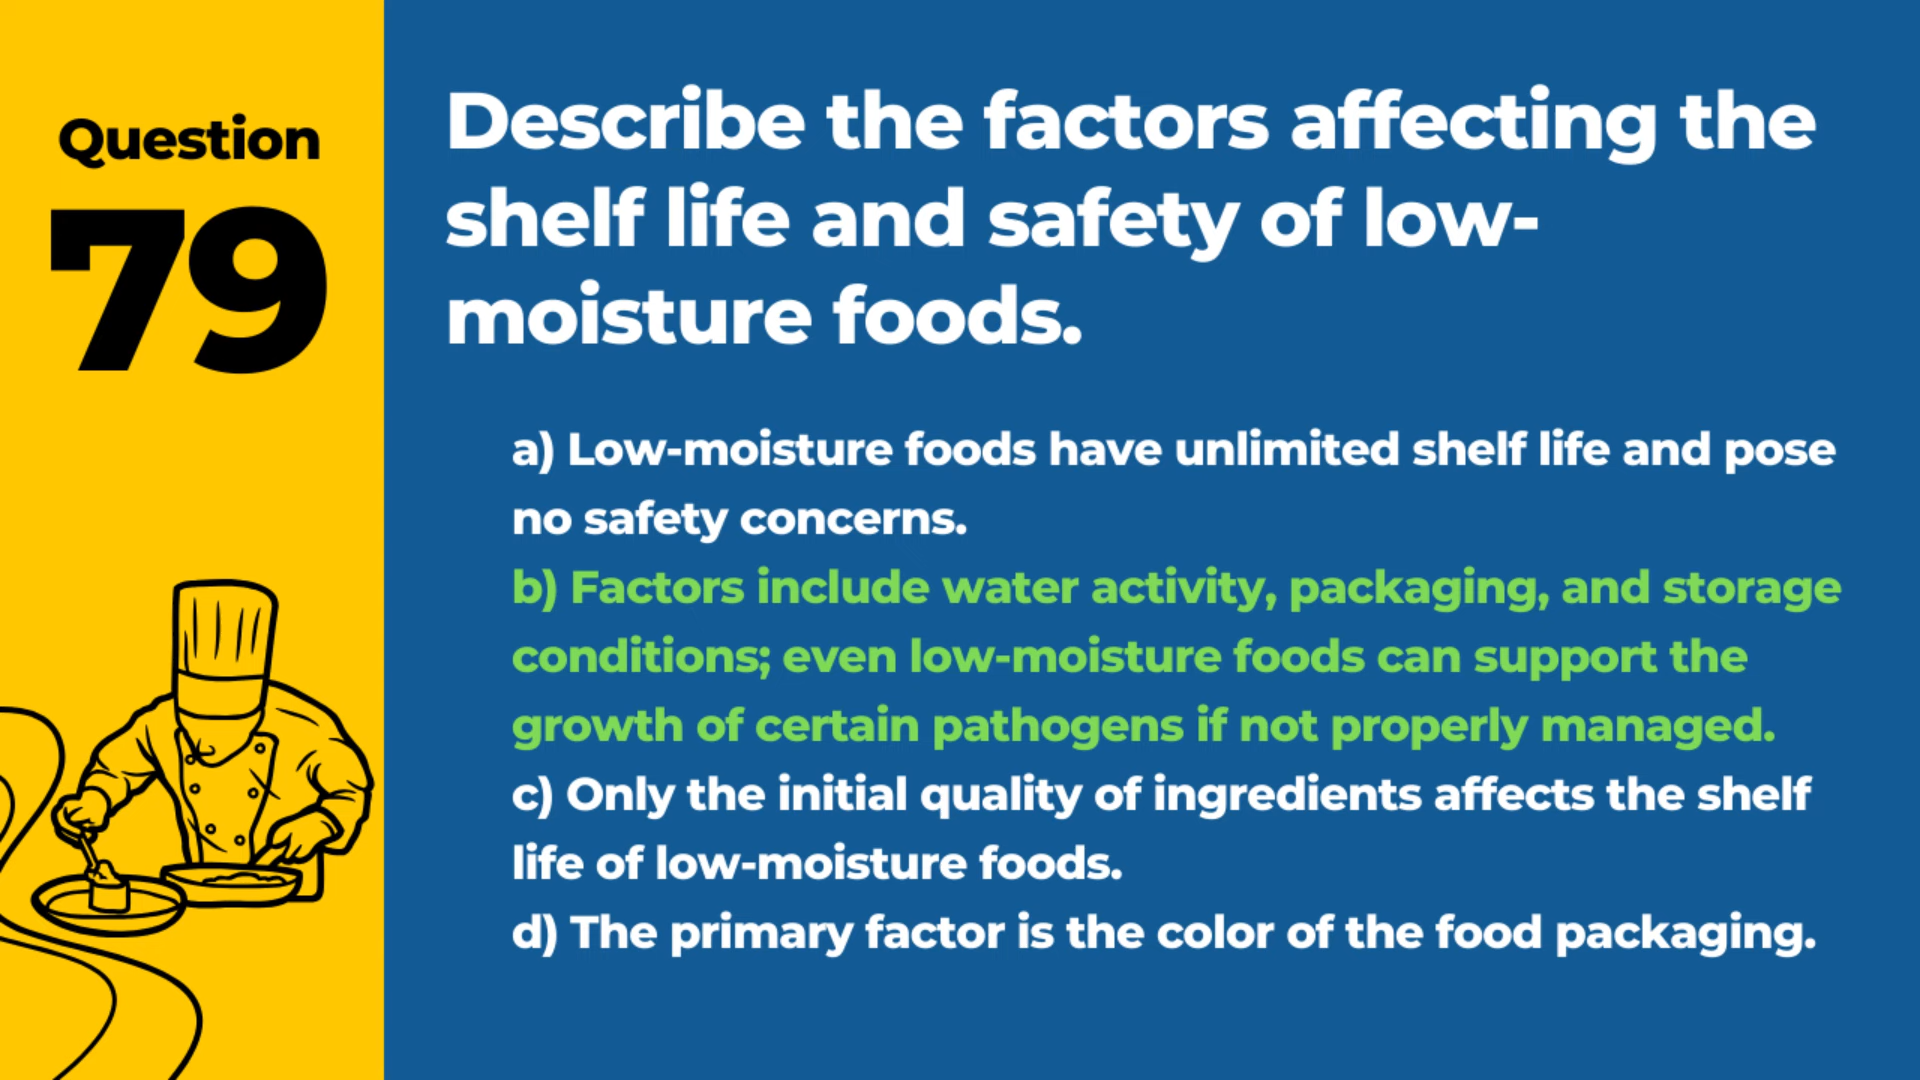 Question
79
Describe the factors affecting the
shelf life and safety of low-
moisture foods.
a) Low-moisture foods have unlimited shelf life and pose
no safety concerns.
b) Factors include water activity, packaging, and storage
conditions; even low-moisture foods can support the
growth of certain pathogens if not properly managed.
c) Only the initial quality of ingredients affects the shelf
life of low-moisture foods.
d) The primary factor is the color of the food packaging.